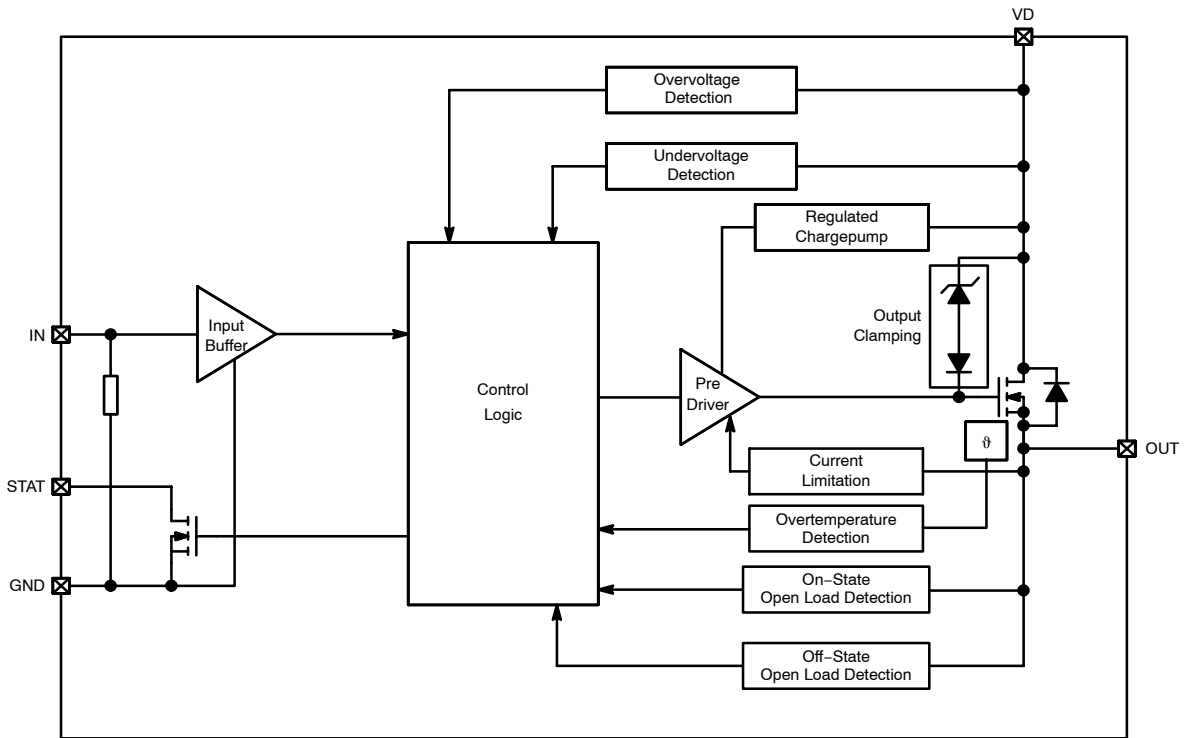 VD
Overvoltage
Detection
Undervoltage
Detection
Regulated
Chargepump
Output
Clamping
IN
Input
Buffer
Control
Logic
Pre
Driver
ϑ
OUT
Current
Limitation
STAT
Overtemperature
Detection
GND
On−State
Open Load Detection
Off−State
Open Load Detection